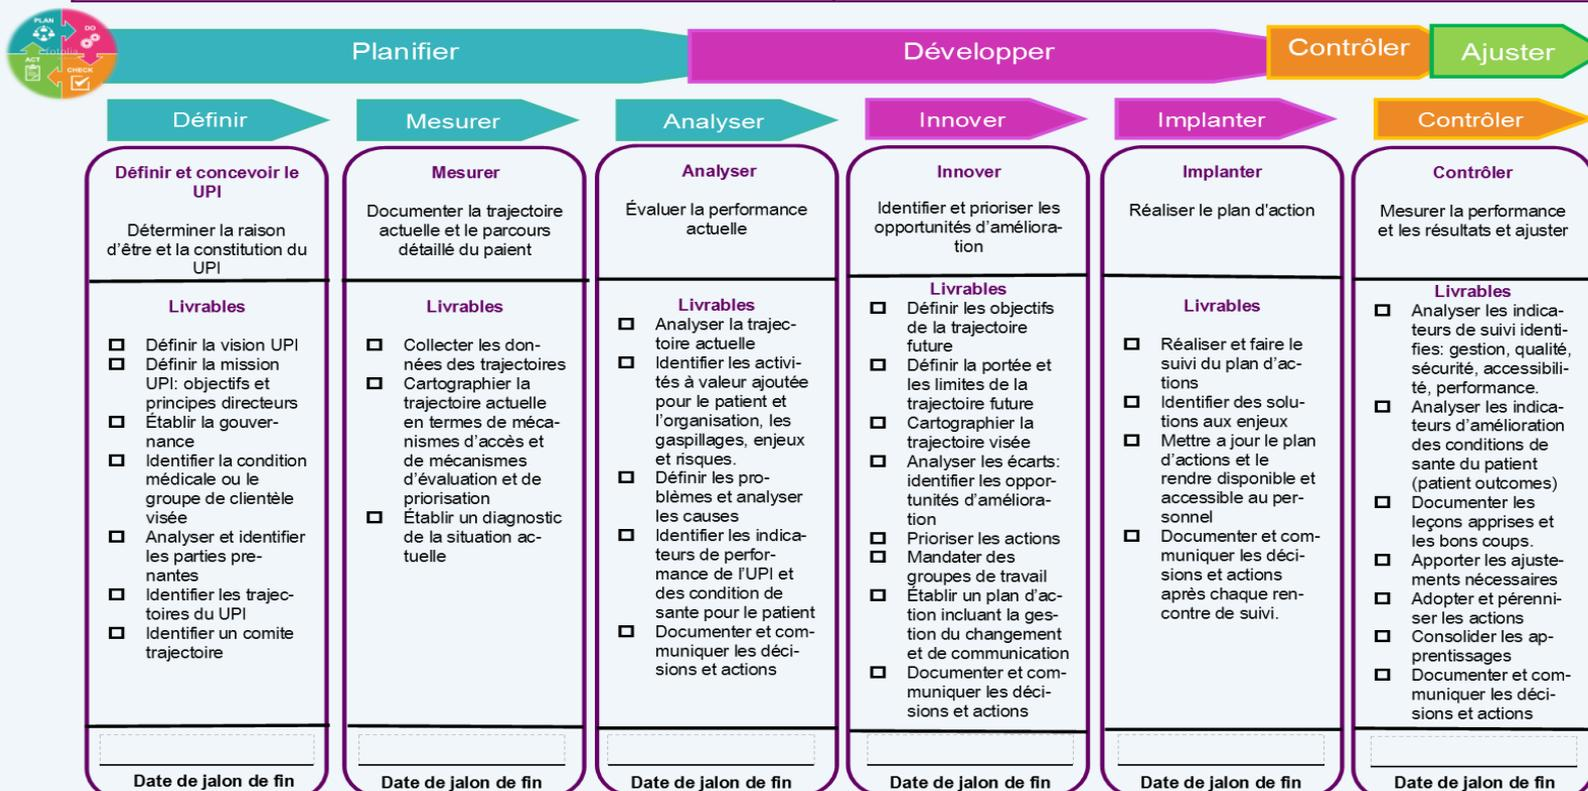 PLAN
DO
ACT
CHECK
fotolia
Planifier
Développer
Contrôler
Ajuster
Définir
Mesurer
Analyser
Innover
Implanter
Contrôler
Définir et concevoir le
UPI
Déterminer la raison
d’être et la constitution du
UPI
Livrables
Définir la vision UPI
Définir la mission
UPI: objectifs et
principes directeurs
Établir la gouver-
nance
Identifier la condition
médicale ou le
groupe de clientèle
visée
Analyser et identifier
les parties pre-
nantes
Identifier les trajec-
toires du UPI
Identifier un comite
trajectoire
Date de jalon de fin
Mesurer
Documenter la trajectoire
actuelle et le parcours
détaillé du paient
Livrables
Collecter les don-
nées des trajectoires
Cartographier la
trajectoire actuelle
en termes de méca-
nismes d’accès et
de mécanismes
d’évaluation et de
priorisation
Établir un diagnostic
de la situation ac-
tuelle
Date de jalon de fin
Analyser
Évaluer la performance
actuelle
Livrables
Analyser la trajec-
toire actuelle
Identifier les activi-
tés à valeur ajoutée
pour le patient et
l’organisation, les
gaspillages, enjeux
et risques.
Définir les pro-
blèmes et analyser
les causes
Identifier les indica-
teurs de perfor-
mance de l’UPI et
des condition de
sante pour le patient
Documenter et com-
muniquer les déci-
sions et actions
Date de jalon de fin
Innover
Identifier et prioriser les
opportunités d’améliora-
tion
Livrables
Définir les objectifs
de la trajectoire
future
Définir la portée et
les limites de la
trajectoire future
Cartographier la
trajectoire visée
Analyser les écarts:
identifier les oppor-
tunités d’améliora-
tion
Prioriser les actions
Mandater des
groupes de travail
Établir un plan d’ac-
tion incluant la ges-
tion du changement
et de communication
Documenter et com-
muniquer les déci-
sions et actions
Date de jalon de fin
Implanter
Réaliser le plan d'action
Livrables
Réaliser et faire le
suivi du plan d’ac-
tions
Identifier des solu-
tions aux enjeux
Mettre a jour le plan
d’actions et le
rendre disponible et
accessible au per-
sonnel
Documenter et com-
muniquer les déci-
sions et actions
après chaque ren-
contre de suivi.
Date de jalon de fin
Contrôler
Mesurer la performance
et les résultats et ajuster
Livrables
Analyser les indica-
teurs de suivi identi-
fies: gestion, qualité,
sécurité, accessibili-
té, performance.
Analyser les indica-
teurs d’amélioration
des conditions de
sante du patient
(patient outcomes)
Documenter les
leçons apprises et
les bons coups.
Apporter les ajuste-
ments nécessaires
Adopter et pérenni-
ser les actions
Consolider les ap-
prentissages
Documenter et com-
muniquer les déci-
sions et actions
Date de jalon de fin